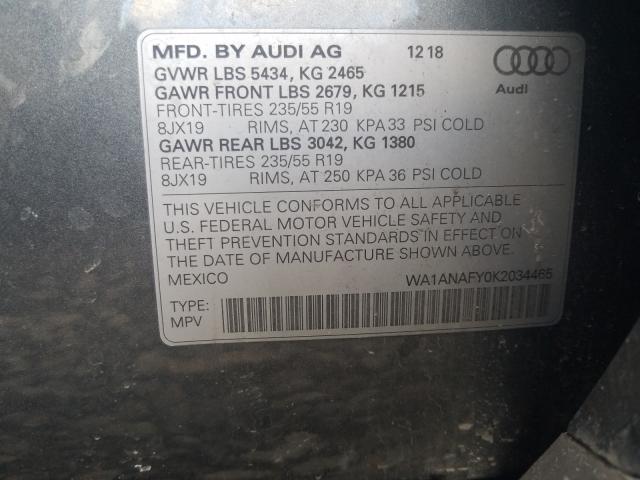 MFD. BY AUDI AG 12 18
GVWR LBS 5434, KG 2465
GAWR FRONT LBS 2679, KG 1215
FRONT-TIRES 235/55 R19
8JX19 RIMS, AT 230 KPA 33 PSI COLD
GAWR REAR LBS 3042, KG 1380
REAR-TIRES 235/55 R19
8JX19 RIMS, AT 250 KPA 36 PSI COLD
Audi
THIS VEHICLE CONFORMS TO ALL APPLICABLE
U.S. FEDERAL MOTOR VEHICLE SAFETY AND
THEFT PREVENTION STANDARDS IN EFFECT ON
THE DATE OF MANUFACTURE SHOWN ABOVE.
MEXICO WA1ANAFY0K2034465
TYPE:
MPV